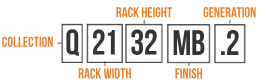 RACK HEIGHT GENERATION
COLLECTION Q 21 32 MB .2
RACK WIDTH FINISH